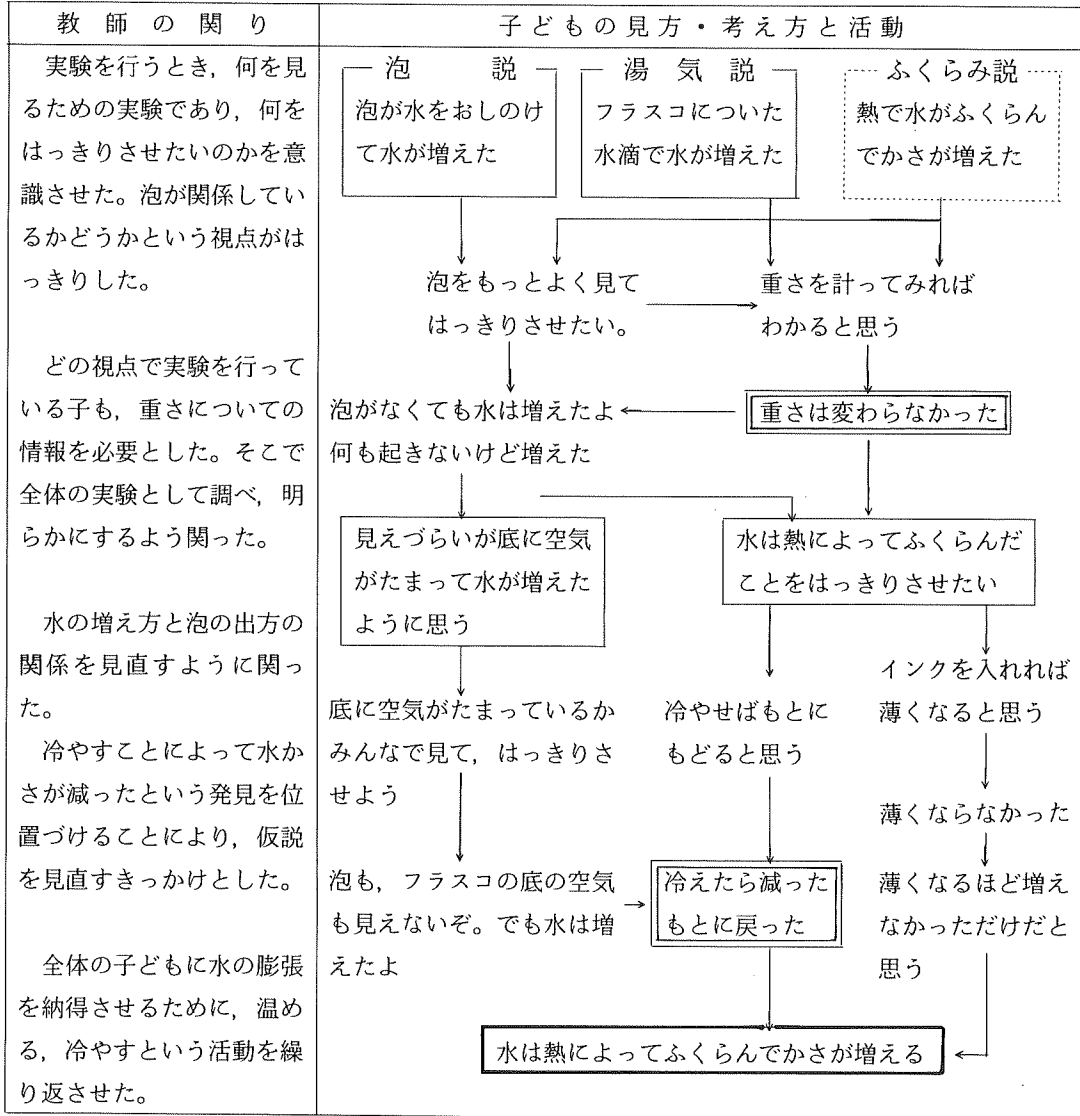 教師の関り
実験を行うとき，何を見
るための実験であり，何を
はっきりさせたいのかを意
識させた。泡が関係してい
るかどうかという視点がは
っきりした。
どの視点で実験を行って
いる子も，重さについての
情報を必要とした。そこで
全体の実験として調べ，明
らかにするよう関った。
水の増え方と泡の出方の
関係を見直すように関っ
た。
冷やすことによって水か
さが減ったという発見を位
置づけることにより，仮説
を見直すきっかけとした。
全体の子どもに水の膨張
を納得させるために，温め
る，冷やすという活動を繰
り返させた。
子どもの見方・考え方と活動
泡説
泡が水をおしのけ
て水が増えた
湯気説
フラスコについた
水滴で水が増えた
ふくらみ説
熱で水がふくらん
でかさが増えた
泡をもっとよく見て
はっきりさせたい。
重さを計ってみれば
わかると思う
泡がなくても水は増えたよ
何も起きないけど増えた
重さは変わらなかった
見えづらいが底に空気
がたまって水が増えた
ように思う
水は熱によってふくらんだ
ことをはっきりさせたい
底に空気がたまっているか
みんなで見て，はっきりさ
せよう
冷やせばもとに
もどると思う
インクを入れれば
薄くなると思う
薄くならなかった
泡も，フラスコの底の空気
も見えないぞ。でも水は増
えたよ
冷えたら減った
もとに戻った
薄くなるほど増え
なかっただけだと
思う
水は熱によってふくらんでかさが増える